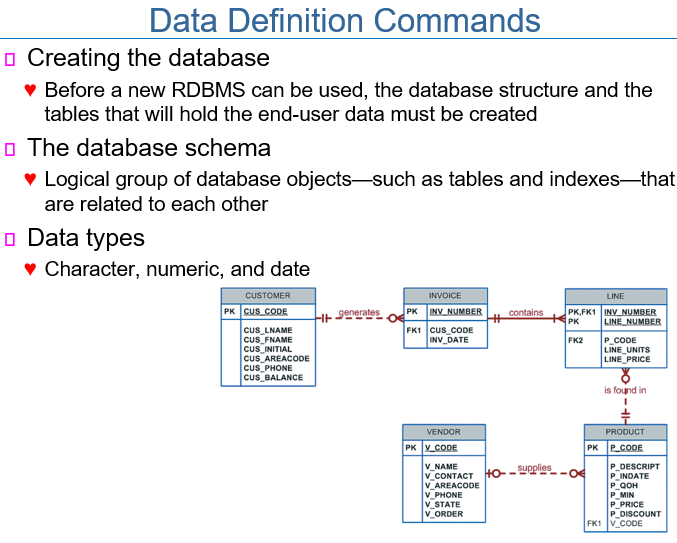 Data Definition Commands
Creating the database
Before a new RDBMS can be used, the database structure and the
tables that will hold the end-user data must be created
The database schema
Logical group of database objects—such as tables and indexes—that
are related to each other
Data types
Character, numeric, and date
CUSTOMER
PK CUS_CODE
CUS_LNAME
CUS_FNAME
CUS_INITIAL
CUS_AREACODE
CUS_PHONE
CUS_BALANCE
generates
INVOICE
PK INV_NUMBER
FK1 CUS_CODE
INV_DATE
contains
LINE
PK,FK1 INV_NUMBER
PK LINE_NUMBER
FK2 P_CODE
LINE_UNITS
LINE_PRICE
is found in
VENDOR
PK V_CODE
V_NAME
V_CONTACT
V_AREACODE
V_PHONE
V_STATE
V_ORDER
supplies
PRODUCT
PK P_CODE
P_DESCRIPT
P_INDATE
P_QOH
P_MIN
P_PRICE
P_DISCOUNT
FK1 V_CODE